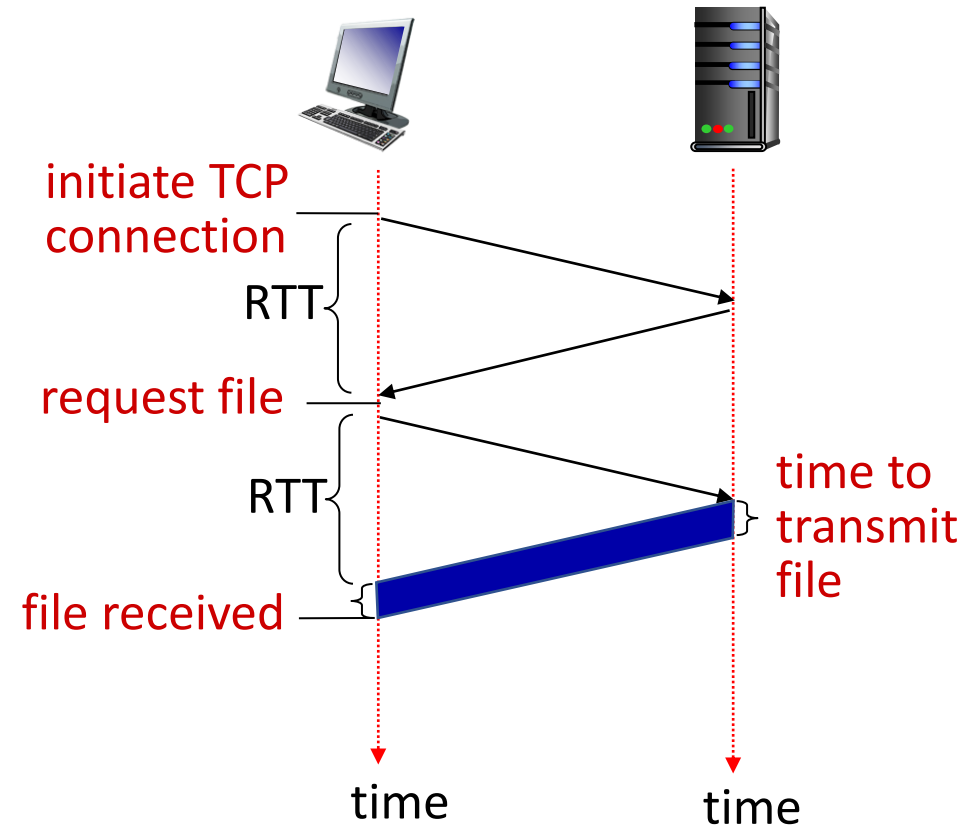 initiate TCP
connection
RTT
request file
RTT
time to
transmit
file
file received
time
time